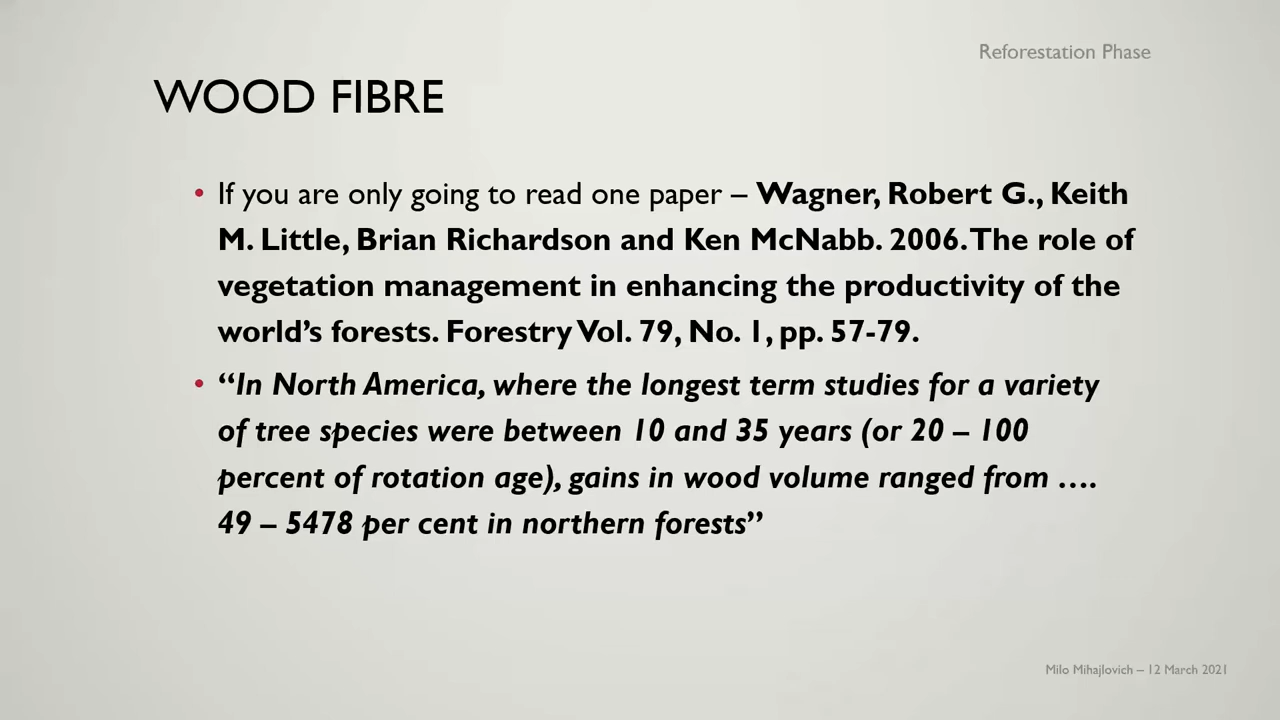 Reforestation Phase
WOOD FIBRE
• If you are only going to read one paper – Wagner, Robert G., Keith
M. Little, Brian Richardson and Ken McNabb. 2006. The role of
vegetation management in enhancing the productivity of the
world’s forests. Forestry Vol. 79, No. 1, pp. 57-79.
• “In North America, where the longest term studies for a variety
of tree species were between 10 and 35 years (or 20 – 100
percent of rotation age), gains in wood volume ranged from ….
49 – 5478 per cent in northern forests”
Milo Mihajlovich – 12 March 2021